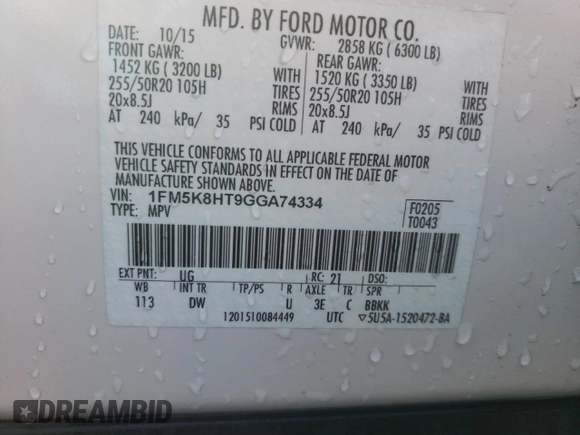 MFD. BY FORD MOTOR CO.
DATE: 10/15 GVWR: 2858 KG ( 6300 LB)
FRONT GAWR: REAR GAWR:
1452 KG ( 3200 LB) WITH 1520 KG ( 3350 LB) WITH
255/50R20 105H TIRES 255/50R20 105H TIRES
20x8.5J RIMS 20x8.5J RIMS
AT 240 kPa/ 35 PSI COLD AT 240 kPa/ 35 PSI COLD
THIS VEHICLE CONFORMS TO ALL APPLICABLE FEDERAL MOTOR
VEHICLE SAFETY STANDARDS IN EFFECT ON THE DATE OF
MANUFACTURE SHOWN ABOVE.
VIN: 1FM5K8HT9GGA74334 F0205
TYPE: MPV T0043
EXT PNT: UG RC: 21 DSO:
WB INT TR TP/PS R AXLE TR SPR
113 DW U 3E C BBKK
1201510084449 UTC ▽5U5A-1520472-BA
DREAMBID